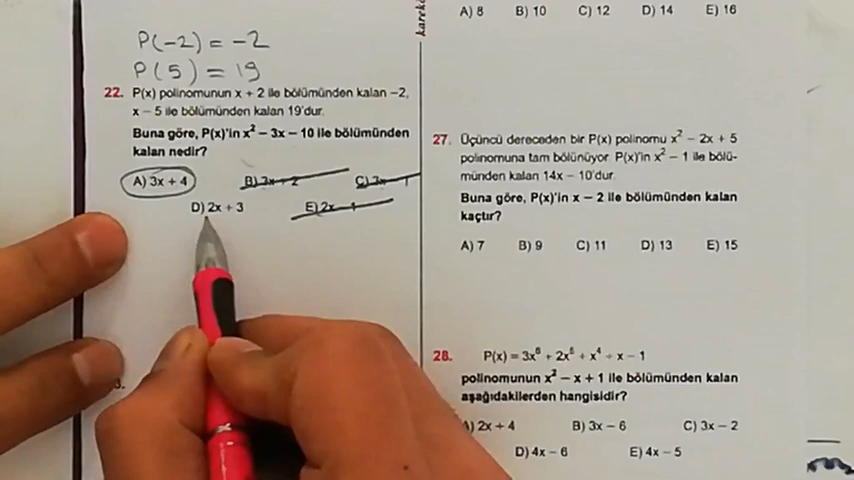 P(-2) = -2
P(5) = 19
22. P(x) polinomunun x + 2 ile bölümünden kalan –2,
x – 5 ile bölümünden kalan 19'dur.
Buna göre, P(x)'in x² – 3x – 10 ile bölümünden
kalan nedir?
A) 3x + 4
B) 3x + 2
D) 2x + 3
karek
A) 8 B) 10 C) 12 D) 14 E) 16
27. Üçüncü dereceden bir P(x) polinomu x² – 2x + 5
polinomuna tam bölünüyor. P(x)'in x² – 1 ile bölü-
münden kalan 14x – 10'dur.
Buna göre, P(x)'in x – 2 ile bölümünden kalan
kaçtır?
A) 7 B) 9 C) 11 D) 13 E) 15
28. P(x) = 3x⁶ + 2x⁵ + x⁴ + x – 1
polinomunun x² – x + 1 ile bölümünden kalan
aşağıdakilerden hangisidir?
A) 2x + 4 B) 3x – 6 C) 3x – 2
D) 4x – 6 E) 4x – 5